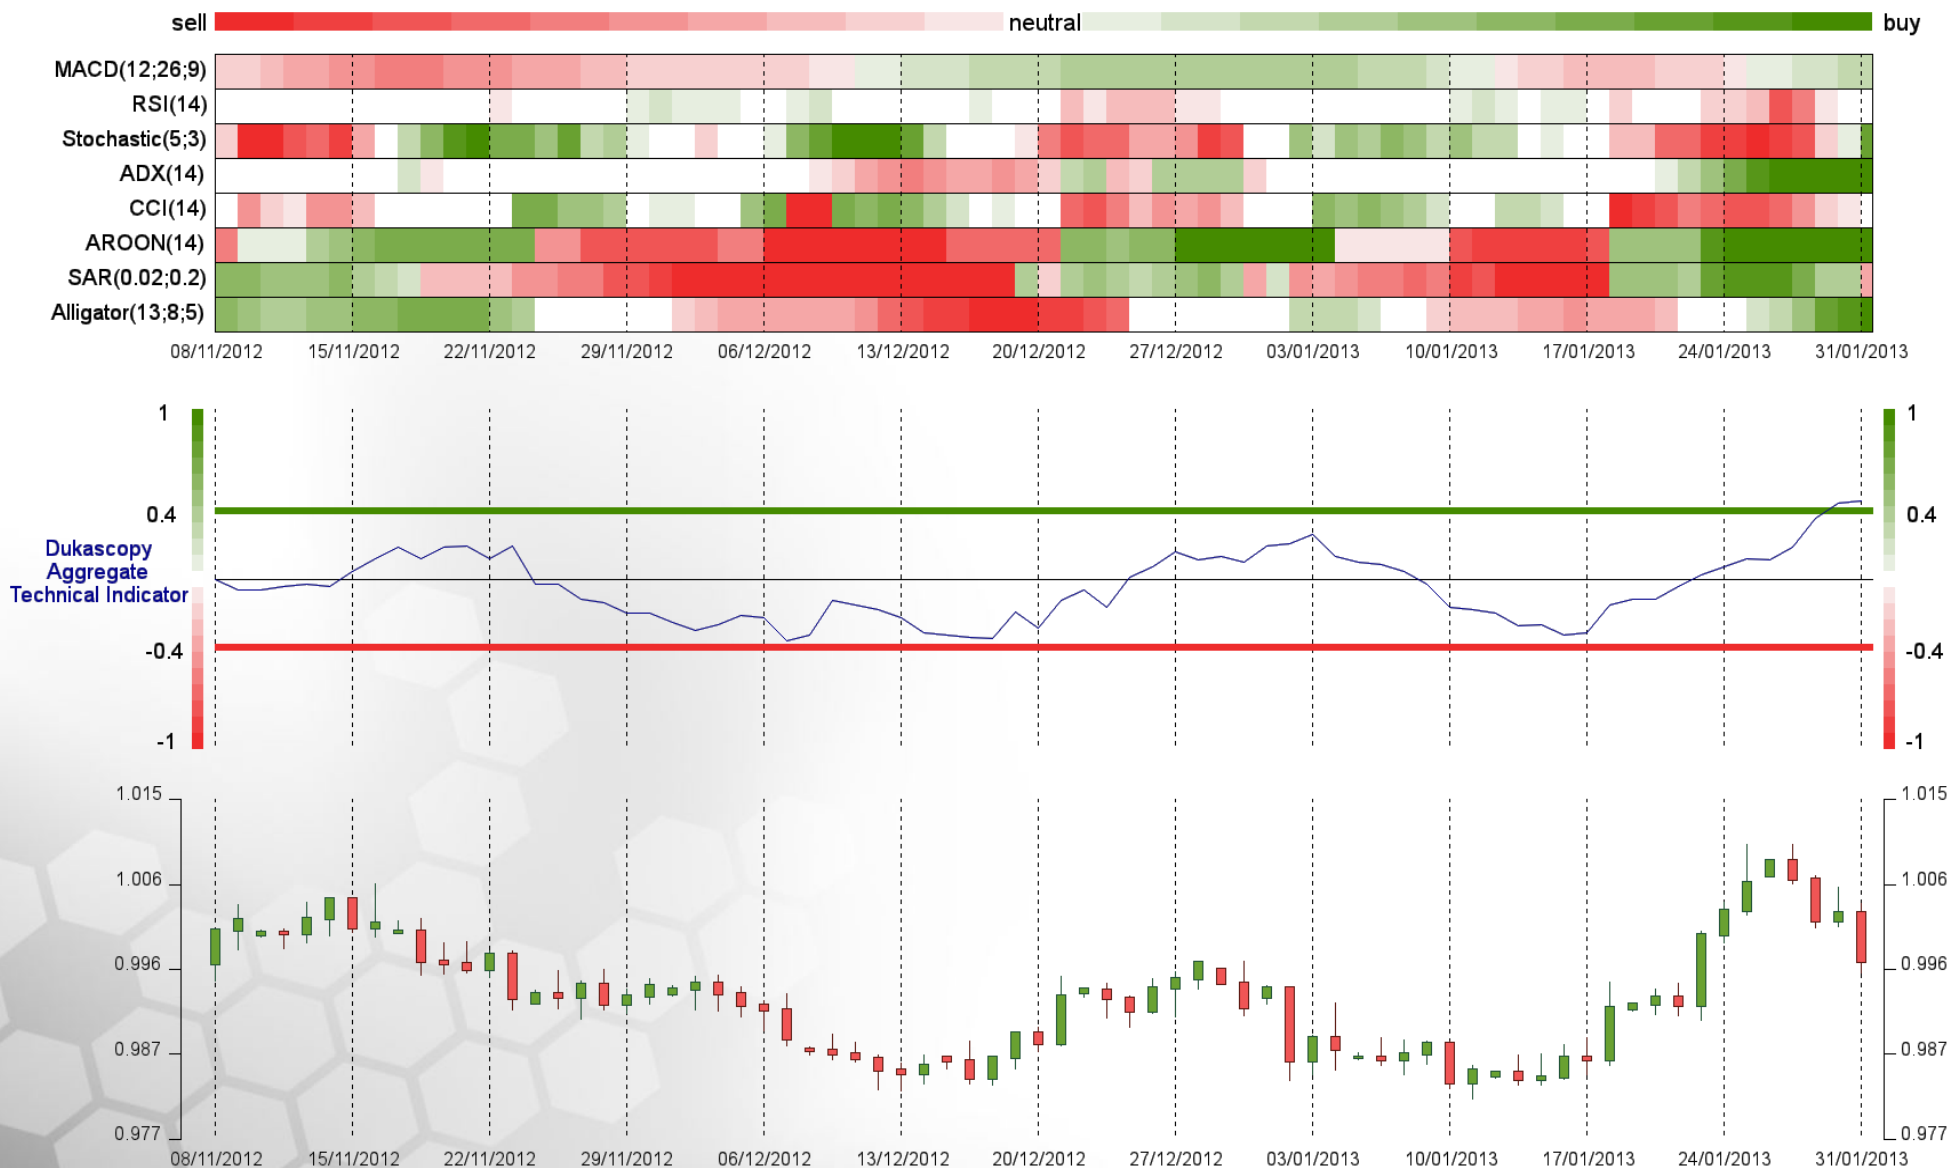 sell neutral buy
MACD(12;26;9)
RSI(14)
Stochastic(5;3)
ADX(14)
CCI(14)
AROON(14)
SAR(0.02;0.2)
Alligator(13;8;5)
08/11/2012 15/11/2012 22/11/2012 29/11/2012 06/12/2012 13/12/2012 20/12/2012 27/12/2012 03/01/2013 10/01/2013 17/01/2013 24/01/2013 31/01/2013
1 1
0.4 0.4
Dukascopy
Aggregate
Technical Indicator
-0.4 -0.4
-1 -1
1.015 1.015
1.006 1.006
0.996 0.996
0.987 0.987
0.977 0.977
08/11/2012 15/11/2012 22/11/2012 29/11/2012 06/12/2012 13/12/2012 20/12/2012 27/12/2012 03/01/2013 10/01/2013 17/01/2013 24/01/2013 31/01/2013